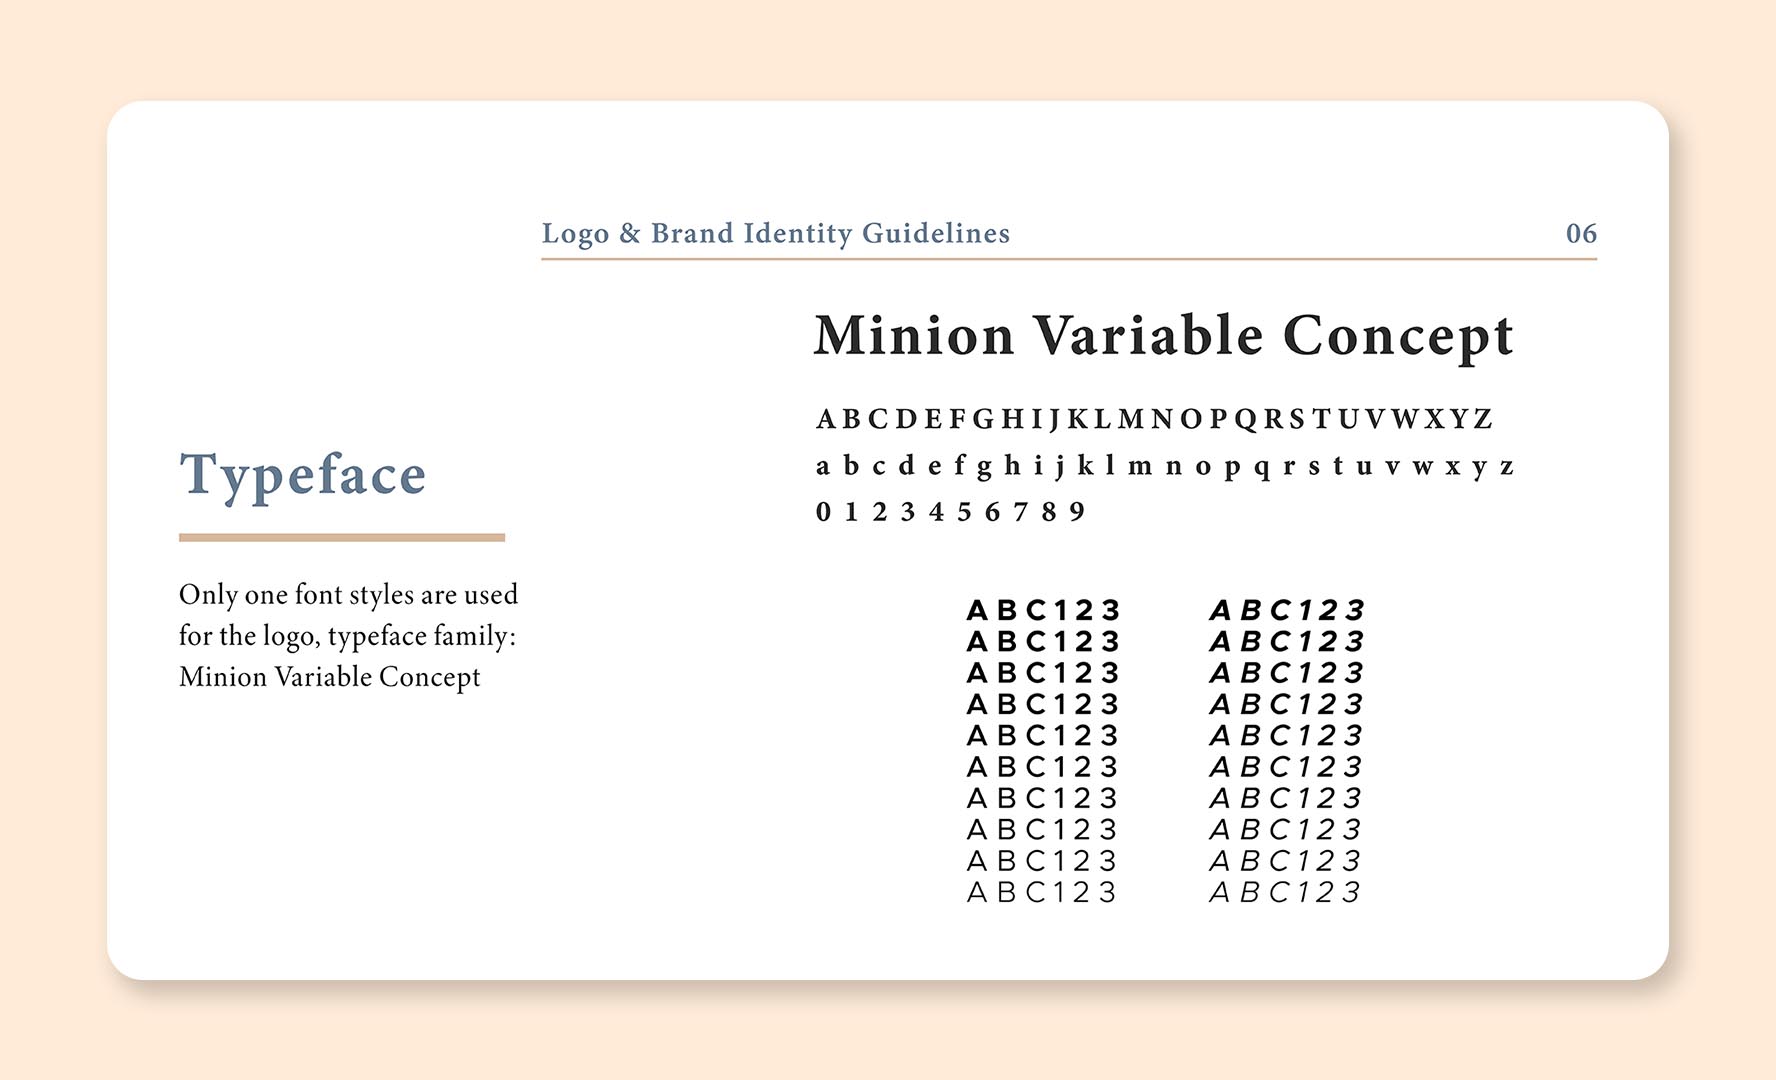 Logo & Brand Identity Guidelines 06
Minion Variable Concept
A B C D E F G H I J K L M N O P Q R S T U V W X Y Z
a b c d e f g h i j k l m n o p q r s t u v w x y z
0 1 2 3 4 5 6 7 8 9
Typeface
Only one font styles are used
for the logo, typeface family:
Minion Variable Concept
A B C 1 2 3 A B C 1 2 3
A B C 1 2 3 A B C 1 2 3
A B C 1 2 3 A B C 1 2 3
A B C 1 2 3 A B C 1 2 3
A B C 1 2 3 A B C 1 2 3
A B C 1 2 3 A B C 1 2 3
A B C 1 2 3 A B C 1 2 3
A B C 1 2 3 A B C 1 2 3
A B C 1 2 3 A B C 1 2 3
A B C 1 2 3 A B C 1 2 3